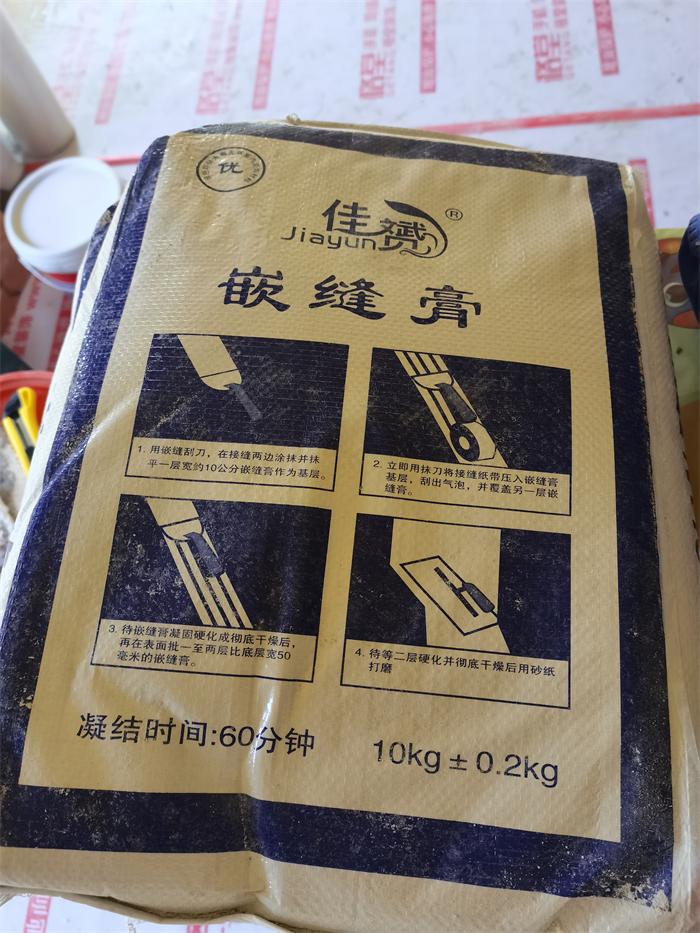 优
佳赟®
Jiayun
嵌缝膏
1. 用嵌缝刮刀，在接缝两边涂抹并抹
平一层宽约10公分嵌缝膏作为基层。
2. 立即用抹刀将接缝纸带压入嵌缝膏
基层，刮出气泡，并覆盖另一层嵌
缝膏。
3. 待嵌缝膏凝固硬化成彻底干燥后，
再在表面批一至两层比底层宽50
毫米的嵌缝膏。
4. 待等二层硬化并彻底干燥后用砂纸
打磨
凝结时间:60分钟
10kg±0.2kg